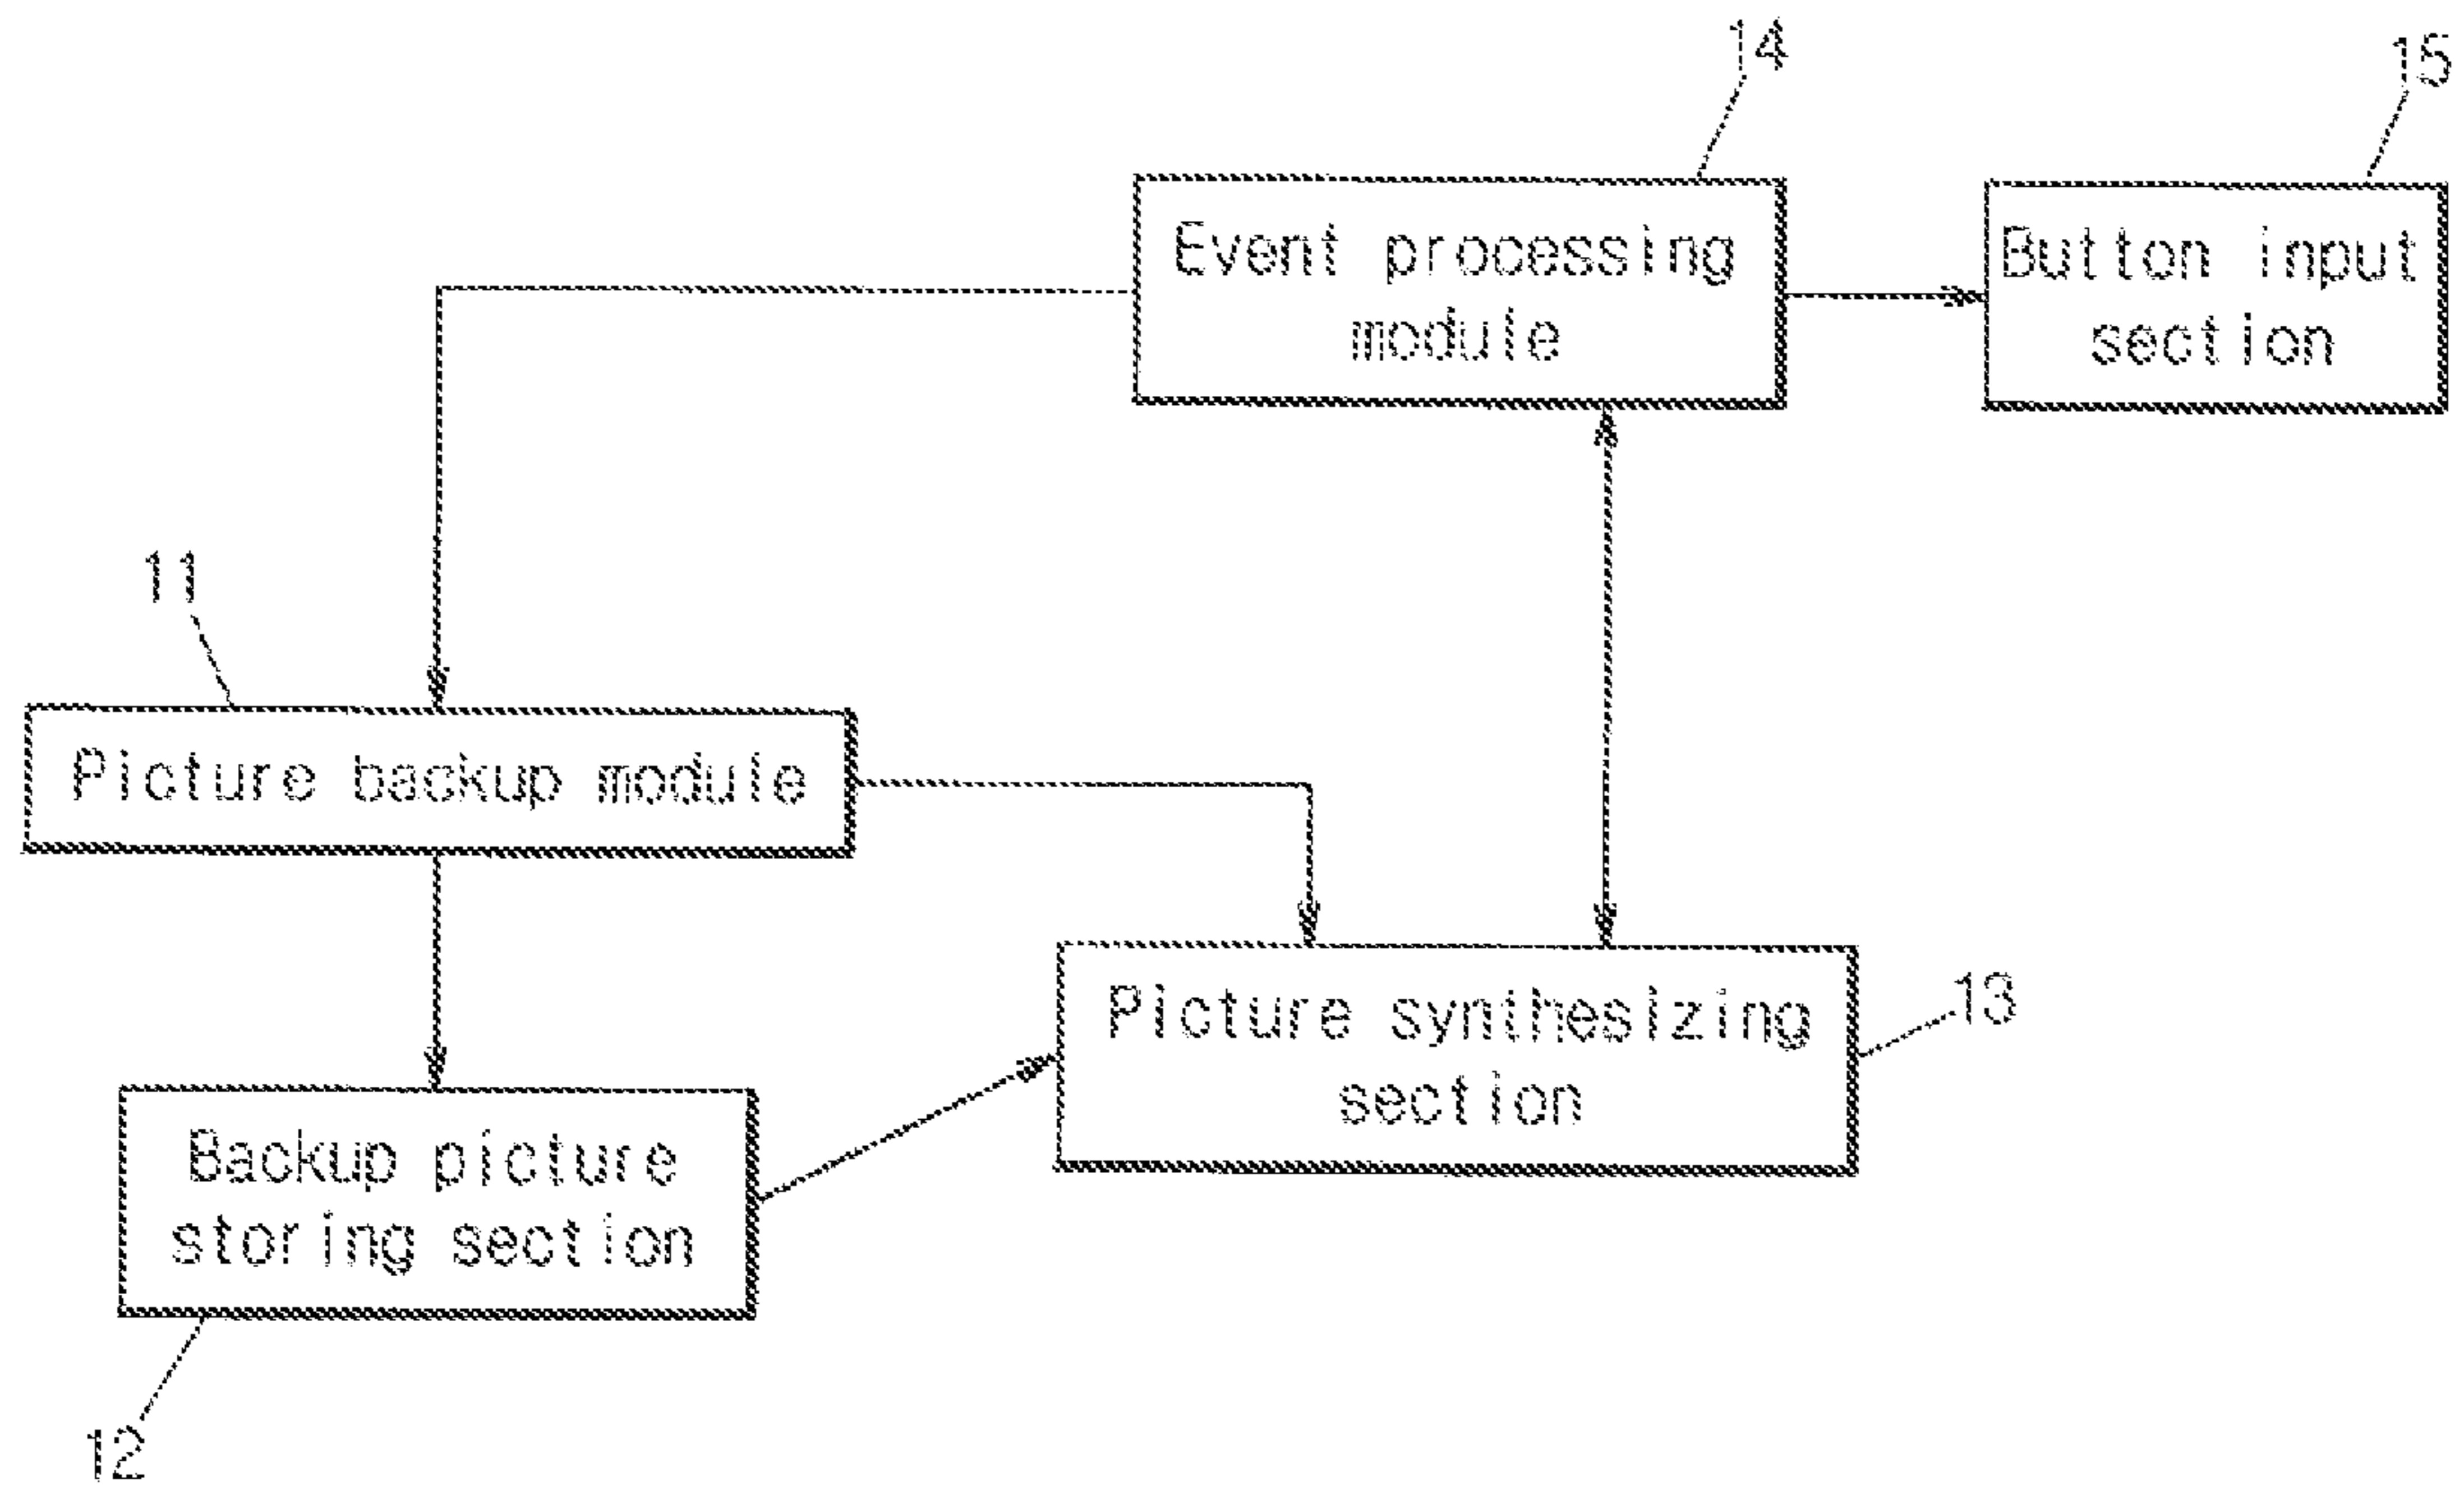 14
15
Event processing
module
Button input
section
11
Picture backup module
Picture synthesizing
section
13
Backup picture
storing section
12